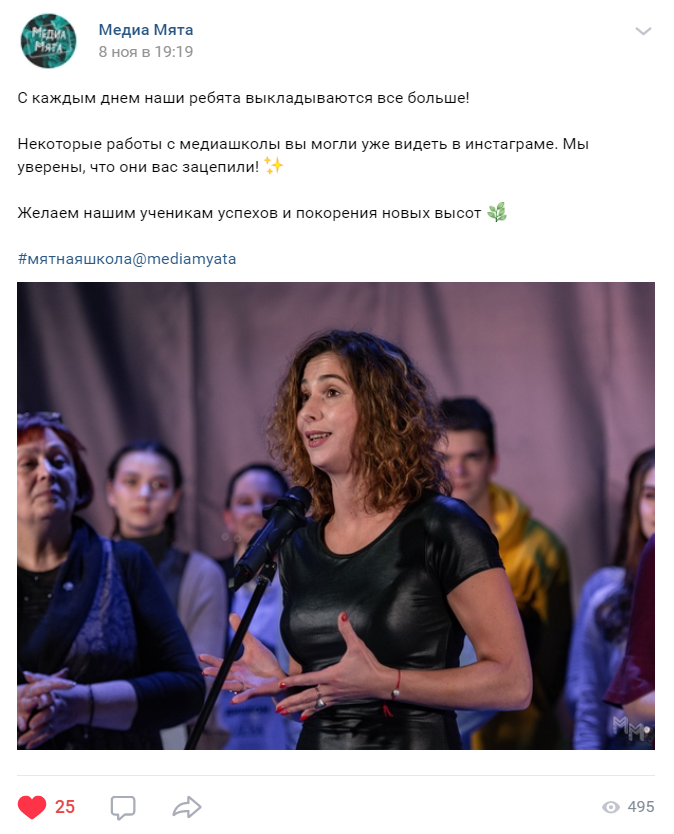 МЕДИА
МЯТА
Медиа Мята
8 ноя в 19:19
С каждым днем наши ребята выкладываются все больше!
Некоторые работы с медиашколы вы могли уже видеть в инстаграме. Мы
уверены, что они вас зацепили! ✨
Желаем нашим ученикам успехов и покорения новых высот 🌿
#мятнаяшкола@mediamyata
ММ
25
495